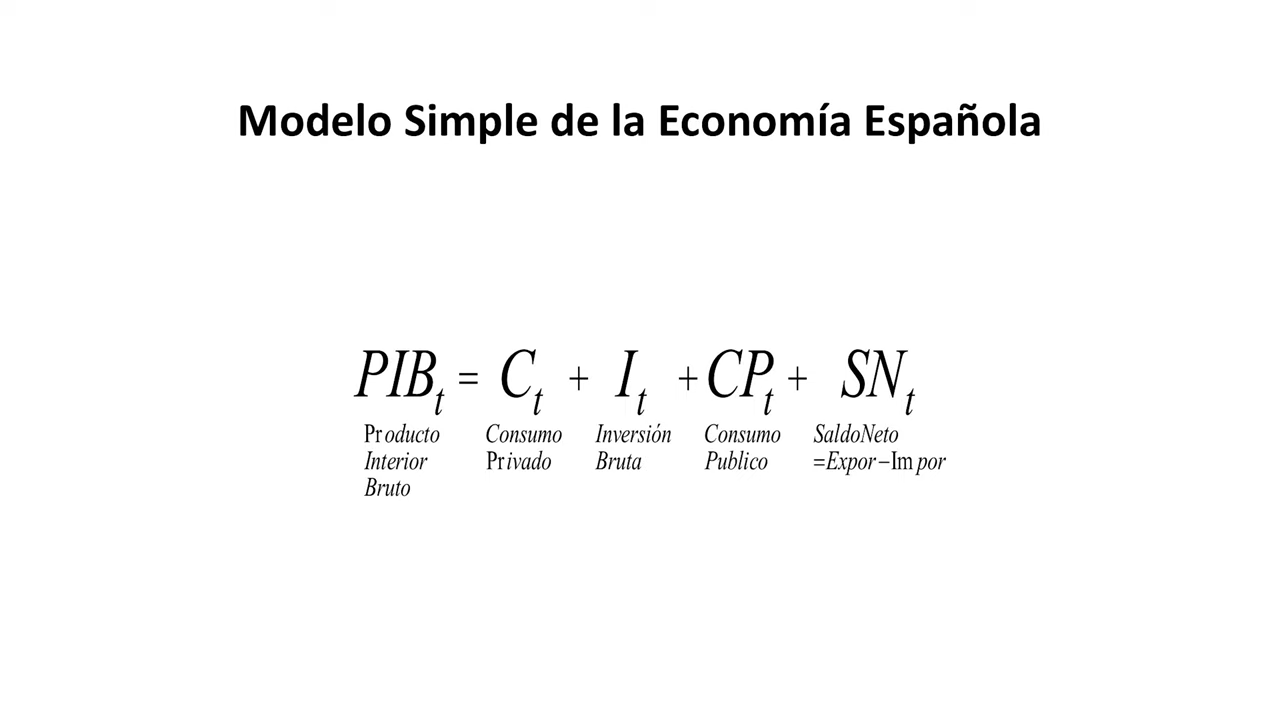 Modelo Simple de la Economía Española
PIBt = Ct + It + CPt + SNt
Producto Consumo Inversión Consumo SaldoNeto
Interior Privado Bruta Publico =Expor–Impor
Bruto